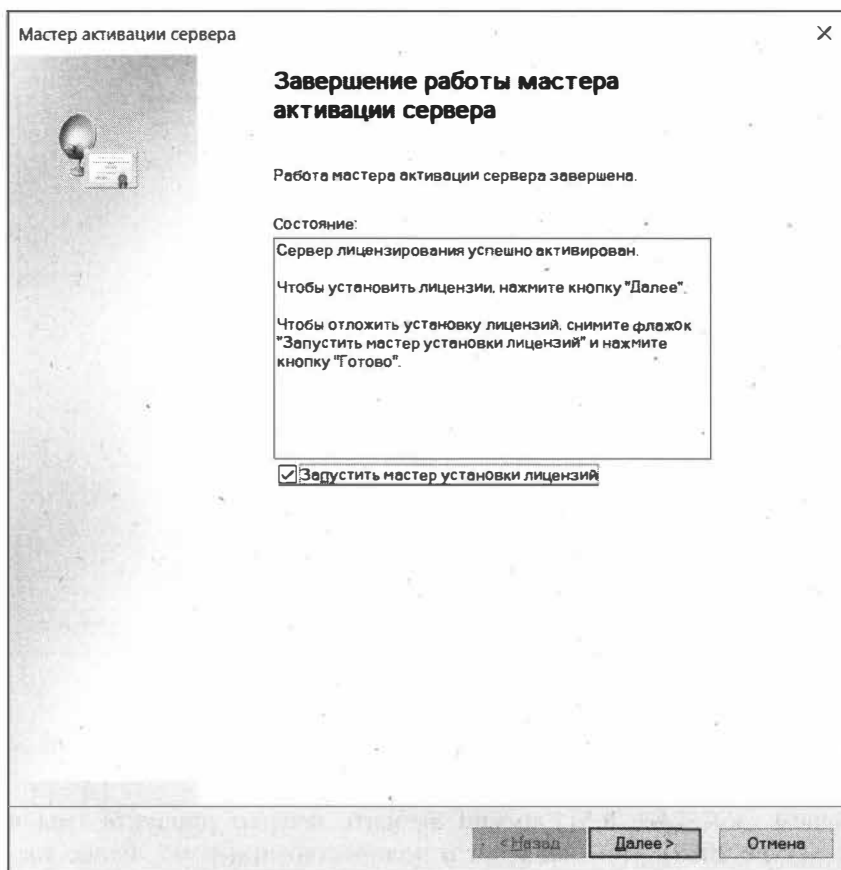 Мастер активации сервера
Завершение работы мастера
активации сервера
Работа мастера активации сервера завершена.
Состояние:
Сервер лицензирования успешно активирован.
Чтобы установить лицензии, нажмите кнопку "Далее".
Чтобы отложить установку лицензий, снимите флажок
"Запустить мастер установки лицензий" и нажмите
кнопку "Готово".
Запустить мастер установки лицензий
< Назад Далее > Отмена